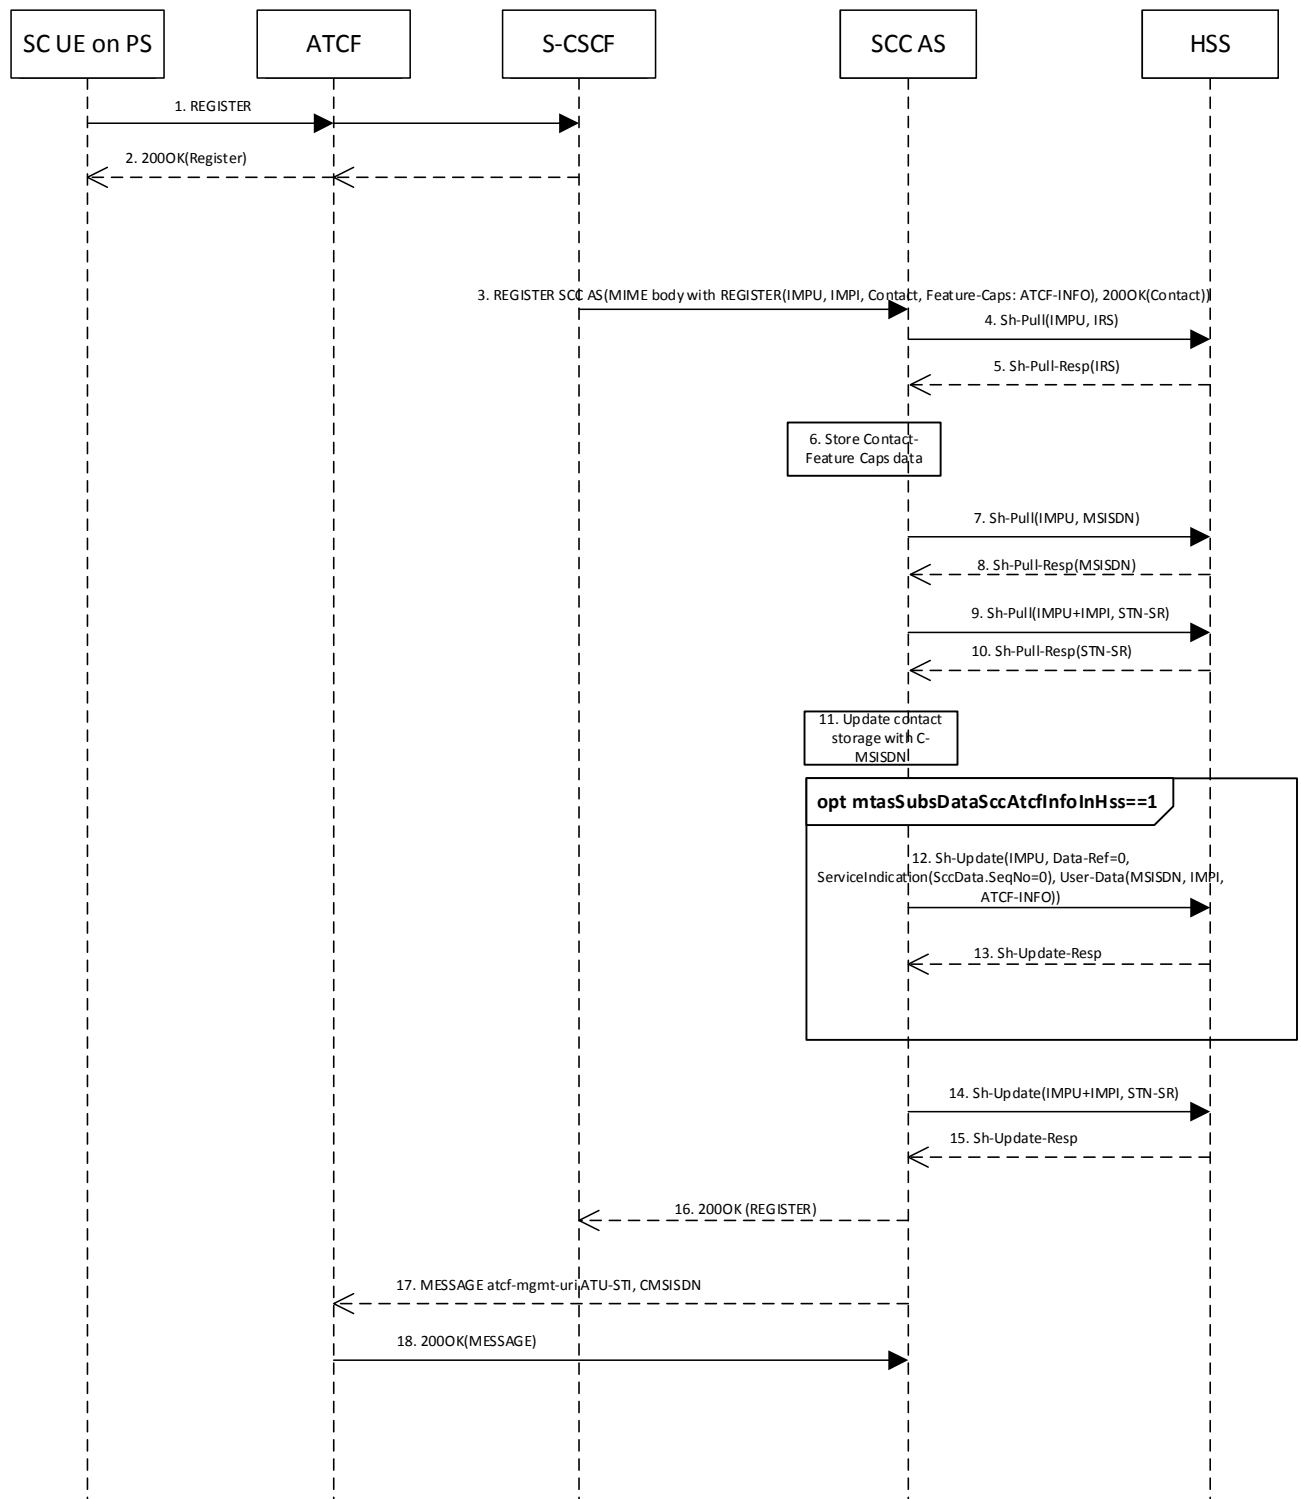 SC UE on PS
ATCF
S-CSCF
SCC AS
HSS
1. REGISTER
2. 200OK(Register)
3. REGISTER SCC AS(MIME body with REGISTER(IMPU, IMPI, Contact, Feature-Caps: ATCF-INFO), 200OK(Contact))
4. Sh-Pull(IMPU, IRS)
5. Sh-Pull-Resp(IRS)
6. Store Contact-
Feature Caps data
7. Sh-Pull(IMPU, MSISDN)
8. Sh-Pull-Resp(MSISDN)
9. Sh-Pull(IMPU+IMPI, STN-SR)
10. Sh-Pull-Resp(STN-SR)
11. Update contact
storage with C-
MSISDN
opt mtasSubsDataSccAtcfInfoInHss==1
12. Sh-Update(IMPU, Data-Ref=0,
ServiceIndication(SccData.SeqNo=0), User-Data(MSISDN, IMPI,
ATCF-INFO))
13. Sh-Update-Resp
14. Sh-Update(IMPU+IMPI, STN-SR)
15. Sh-Update-Resp
16. 200OK (REGISTER)
17. MESSAGE atcf-mgmt-uri ATU-STI, CMSISDN
18. 200OK(MESSAGE)